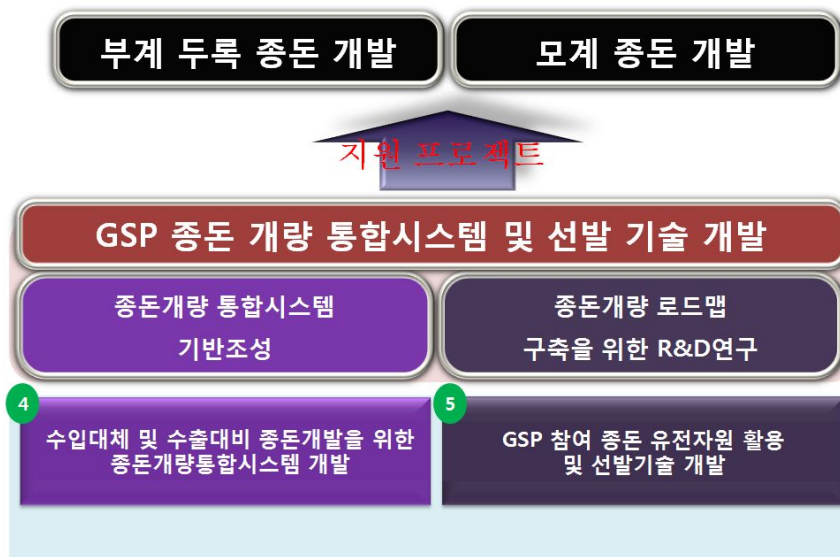 부계 두록 종돈 개발
모계 종돈 개발
지원 프로젝트
GSP 종돈 개량 통합시스템 및 선발 기술 개발
종돈개량 통합시스템
기반조성
종돈개량 로드맵
구축을 위한 R&D연구
4
수입대체 및 수출대비 종돈개발을 위한
종돈개량통합시스템 개발
5
GSP 참여 종돈 유전자원 활용
및 선발기술 개발